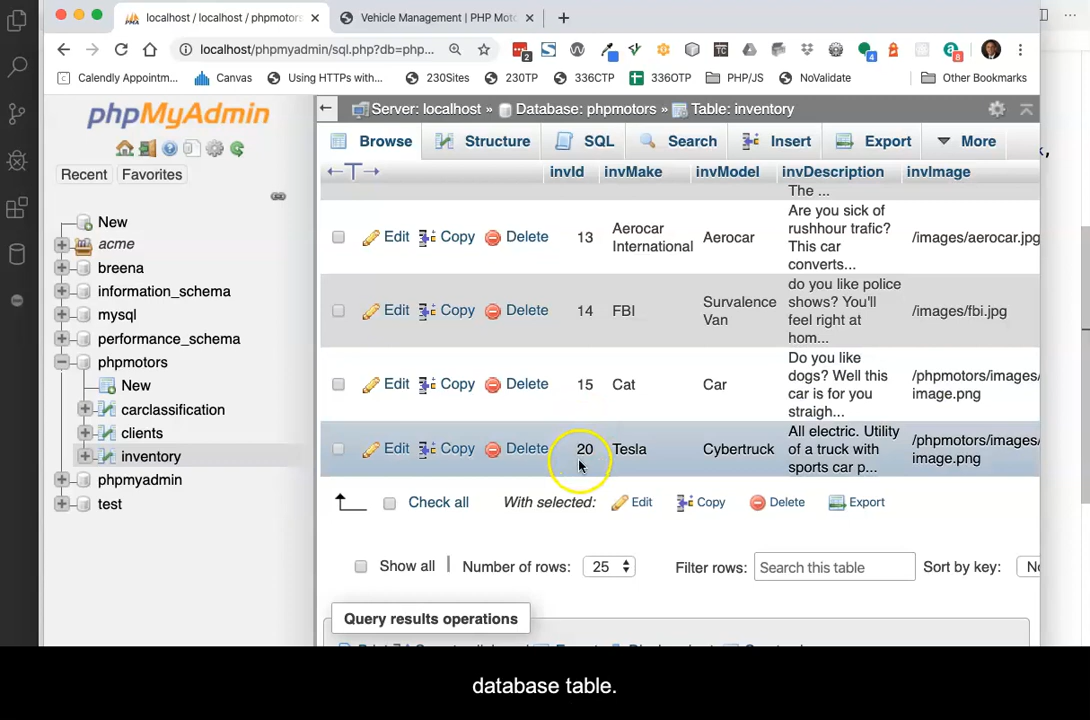 localhost / localhost / phpmotors
Vehicle Management | PHP Mot
localhost/phpmyadmin/sql.php?db=php...
Calendly Appointm...
Canvas
Using HTTPs with...
230Sites
230TP
336CTP
336OTP
PHP/JS
NoValidate
Other Bookmarks
phpMyAdmin
Recent
Favorites
New
acme
breena
information_schema
mysql
performance_schema
phpmotors
New
carclassification
clients
inventory
phpmyadmin
test
Server: localhost » Database: phpmotors » Table: inventory
Browse
Structure
SQL
Search
Insert
Export
More
invId
invMake
invModel
invDescription
invImage
The ...
Edit
Copy
Delete
13
Aerocar
International
Aerocar
Are you sick of
rushhour trafic?
This car
converts...
/images/aerocar.jpg
Edit
Copy
Delete
14
FBI
Survalence
Van
do you like police
shows? You'll
feel right at
hom...
/images/fbi.jpg
Edit
Copy
Delete
15
Cat
Car
Do you like
dogs? Well this
car is for you
straigh...
/phpmotors/images/
image.png
Edit
Copy
Delete
20
Tesla
Cybertruck
All electric. Utility
of a truck with
sports car p...
/phpmotors/images/
image.png
Check all
With selected:
Edit
Copy
Delete
Export
Show all
Number of rows:
25
Filter rows:
Search this table
Sort by key:
No
Query results operations
database table.